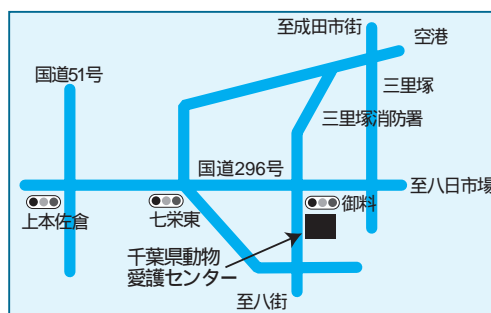 至成田市街
空港
国道51号
三里塚
三里塚消防署
国道296号
至八日市場
上本佐倉
七栄東
御料
千葉県動物
愛護センター
至八街